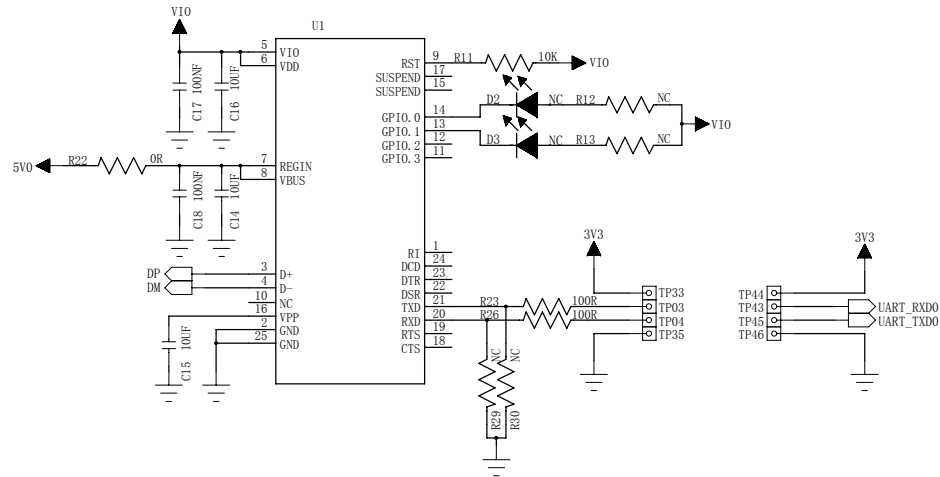 VIO
U1
5 VIO
6 VDD
C17 100NF
C16 10UF
5V0
R22 0R
7 REGIN
8 VBUS
C18 100NF
C14 10UF
DP 3 D+
DM 4 D-
10 NC
16 VPP
2 GND
25 GND
C15 10UF
RST 9 R11 10K VIO
SUSPEND 17
SUSPEND 15
GPIO.0 14 D2 NC R12 NC
GPIO.1 13 D3 NC R13 NC
VIO
GPIO.2 12
GPIO.3 11
RI 1
DCD 24
DTR 23
DSR 22
TXD 21 R23 100R
RXD 20 R26 100R
RTS 19
CTS 18
R29 NC
R30 NC
3V3
TP33
TP03
TP04
TP35
3V3
TP44
TP43 UART_RXD0
TP45 UART_TXD0
TP46